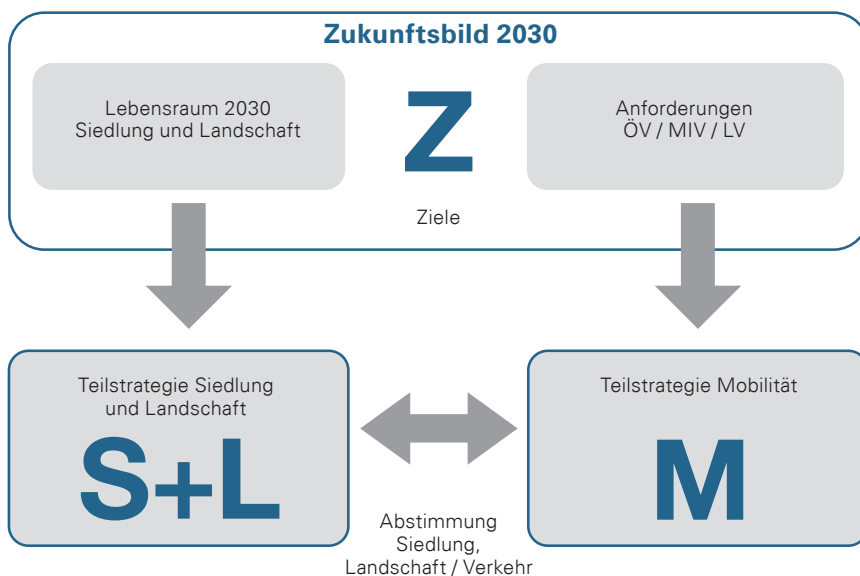 Zukunftsbild 2030
Lebensraum 2030
Siedlung und Landschaft
Z
Anforderungen
ÖV / MIV / LV
Ziele
Teilstrategie Siedlung
und Landschaft
S+L
Teilstrategie Mobilität
M
Abstimmung
Siedlung,
Landschaft / Verkehr